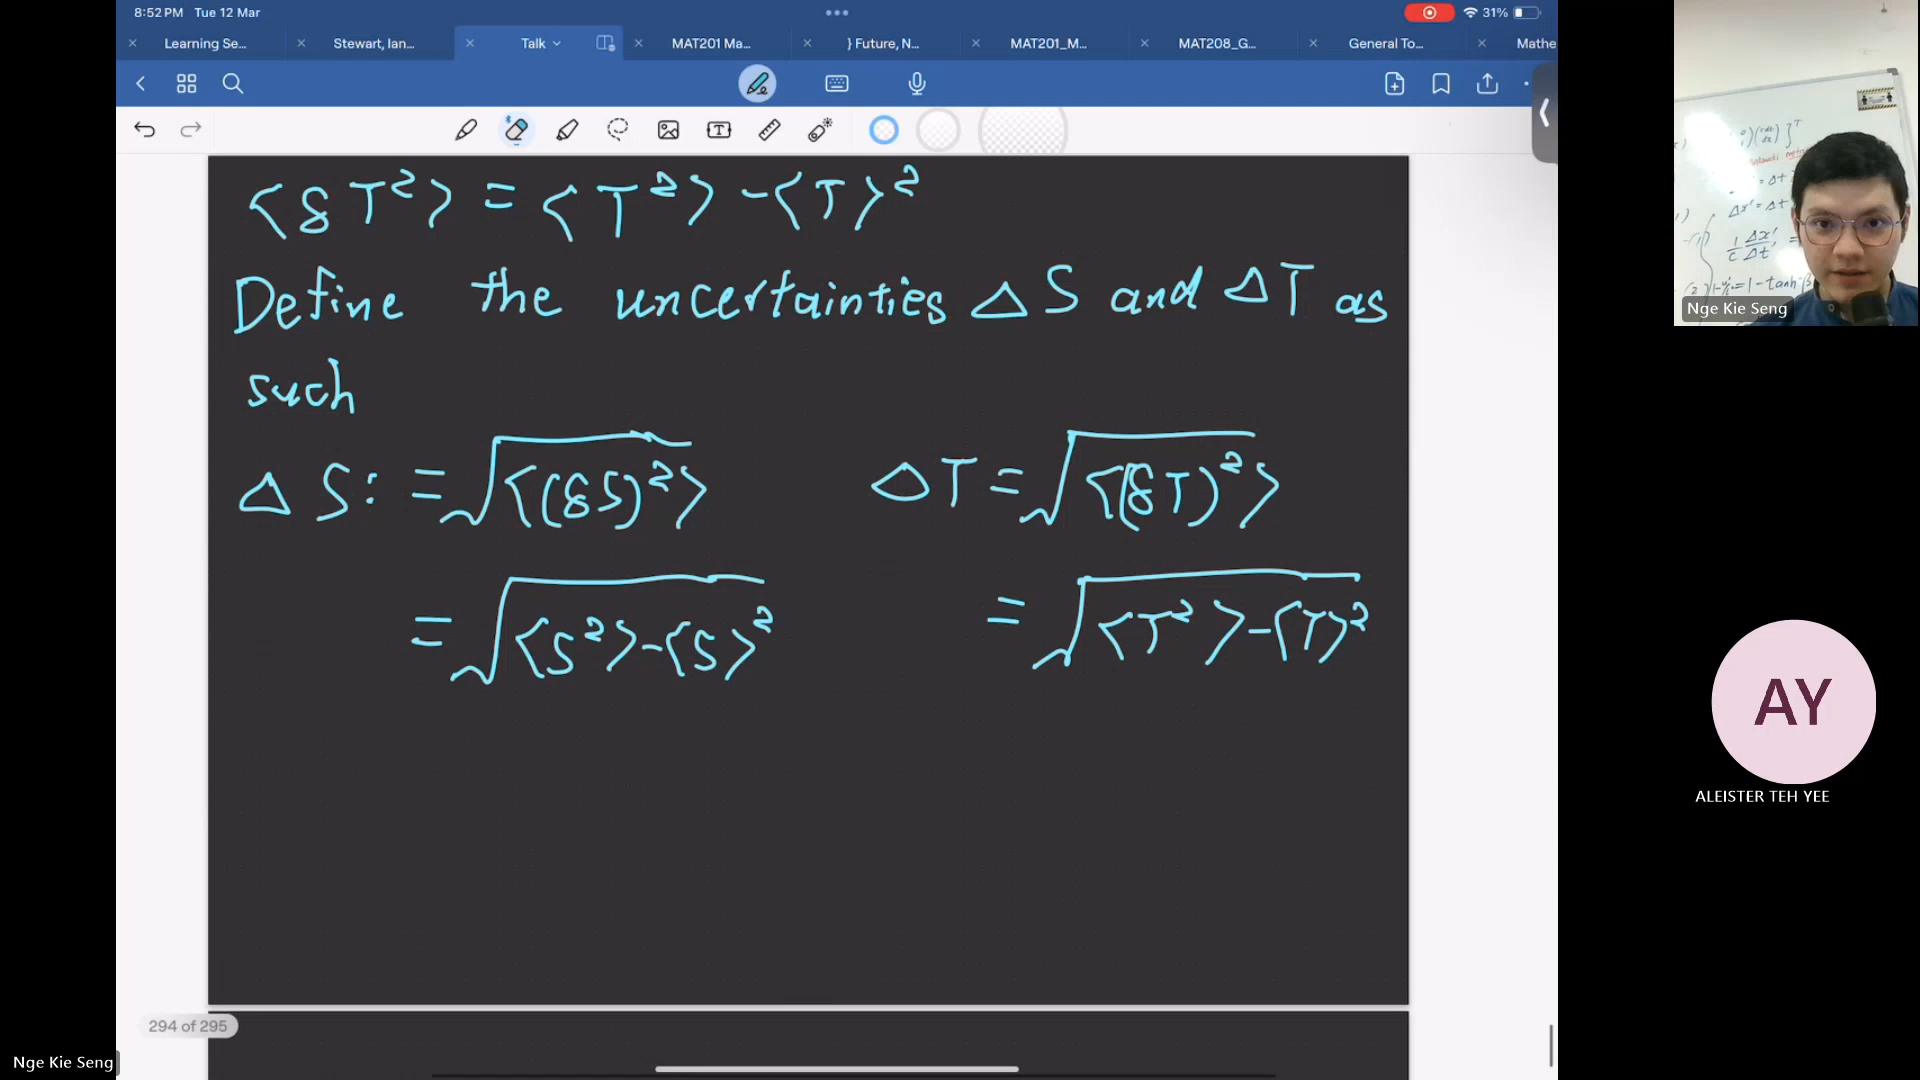 8:52 PM Tue 12 Mar
31%
Learning Se... Stewart, Ian... Talk MAT201 Ma... } Future, N... MAT201_M... MAT208_G... General To... Mathe
⟨δT²⟩ = ⟨T²⟩ - ⟨T⟩²
Define the uncertainties ΔS and ΔT as
such
ΔS := √⟨(δS)²⟩ ΔT = √⟨(δT)²⟩
= √⟨S²⟩-⟨S⟩² = √⟨T²⟩-⟨T⟩²
294 of 295
Nge Kie Seng
Nge Kie Seng
AY
ALEISTER TEH YEE